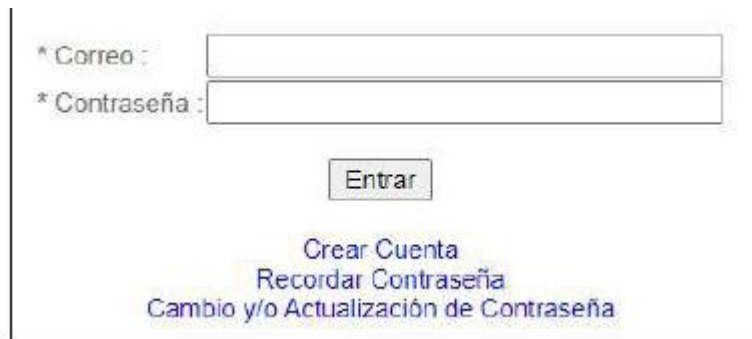 * Correo :
* Contraseña :
Entrar
Crear Cuenta
Recordar Contraseña
Cambio y/o Actualización de Contraseña